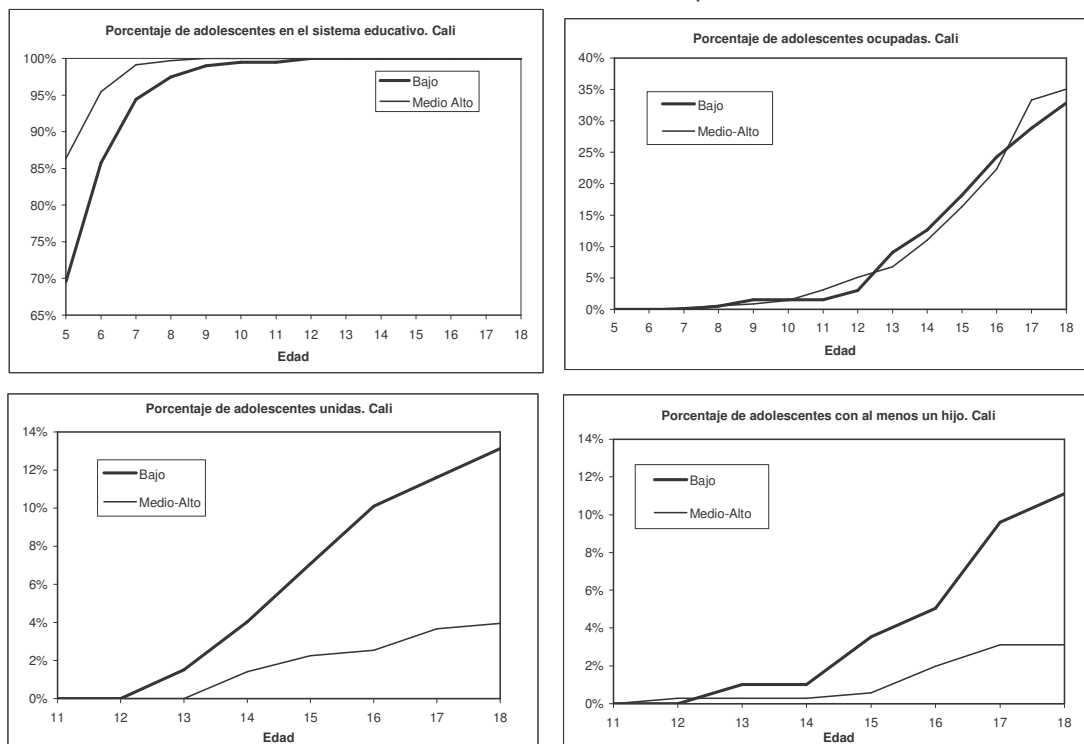 Porcentaje de adolescentes en el sistema educativo. Cali
100%
95%
90%
85%
80%
75%
70%
65%
Bajo
Medio Alto
5 6 7 8 9 10 11 12 13 14 15 16 17 18
Edad
Porcentaje de adolescentes ocupadas. Cali
40%
35%
30%
25%
20%
15%
10%
5%
0%
Bajo
Medio-Alto
5 6 7 8 9 10 11 12 13 14 15 16 17 18
Edad
Porcentaje de adolescentes unidas. Cali
14%
12%
10%
8%
6%
4%
2%
0%
Bajo
Medio-Alto
11 12 13 14 15 16 17 18
Edad
Porcentaje de adolescentes con al menos un hijo. Cali
14%
12%
10%
8%
6%
4%
2%
0%
Bajo
Medio-Alto
11 12 13 14 15 16 17 18
Edad